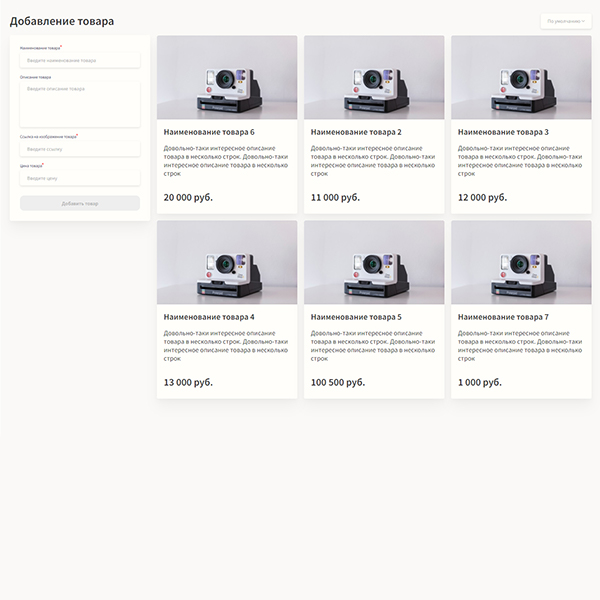 Добавление товара
По умолчанию
Наименование товара
Введите наименование товара
Описание товара
Введите описание товара
Ссылка на изображение товара
Введите ссылку
Цена товара
Введите цену
Добавить товар
Наименование товара 6
Довольно-таки интересное описание
товара в несколько строк. Довольно-таки
интересное описание товара в несколько
строк
20 000 руб.
Наименование товара 2
Довольно-таки интересное описание
товара в несколько строк. Довольно-таки
интересное описание товара в несколько
строк
11 000 руб.
Наименование товара 3
Довольно-таки интересное описание
товара в несколько строк. Довольно-таки
интересное описание товара в несколько
строк
12 000 руб.
Наименование товара 4
Довольно-таки интересное описание
товара в несколько строк. Довольно-таки
интересное описание товара в несколько
строк
13 000 руб.
Наименование товара 5
Довольно-таки интересное описание
товара в несколько строк. Довольно-таки
интересное описание товара в несколько
строк
100 500 руб.
Наименование товара 7
Довольно-таки интересное описание
товара в несколько строк. Довольно-таки
интересное описание товара в несколько
строк
1 000 руб.